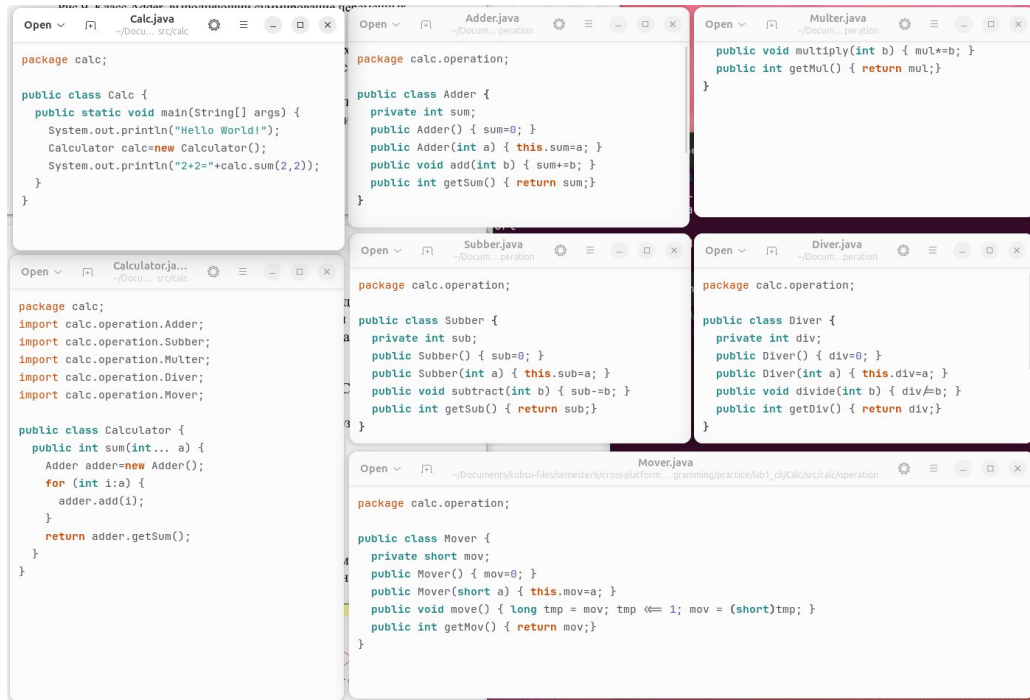 Рис 9. Класс Adder, выполняющий суммирование переменных
Open
Calc.java
~/Docu... src/calc
package calc;
public class Calc {
public static void main(String[] args) {
System.out.println("Hello World!");
Calculator calc=new Calculator();
System.out.println("2+2="+calc.sum(2,2));
}
}
Open
Adder.java
~/Docum...peration
package calc.operation;
public class Adder {
private int sum;
public Adder() { sum=0; }
public Adder(int a) { this.sum=a; }
public void add(int b) { sum+=b; }
public int getSum() { return sum;}
}
Open
Multer.java
~/Docum...peration
public void multiply(int b) { mul*=b; }
public int getMul() { return mul;}
}
Open
Calculator.ja...
~/Docu... src/calc
package calc;
import calc.operation.Adder;
import calc.operation.Subber;
import calc.operation.Multer;
import calc.operation.Diver;
import calc.operation.Mover;
public class Calculator {
public int sum(int... a) {
Adder adder=new Adder();
for (int i:a) {
adder.add(i);
}
return adder.getSum();
}
}
Open
Subber.java
~/Docum...peration
package calc.operation;
public class Subber {
private int sub;
public Subber() { sub=0; }
public Subber(int a) { this.sub=a; }
public void subtract(int b) { sub-=b; }
public int getSub() { return sub;}
}
Open
Diver.java
~/Docum...peration
package calc.operation;
public class Diver {
private int div;
public Diver() { div=0; }
public Diver(int a) { this.div=a; }
public void divide(int b) { div/=b; }
public int getDiv() { return div;}
}
Open
Mover.java
~/Documents/kubsu-files/semester6/cross-platform... gramming/practice/lab1_cli/Calc/src/calc/operation
package calc.operation;
public class Mover {
private short mov;
public Mover() { mov=0; }
public Mover(short a) { this.mov=a; }
public void move() { long tmp = mov; tmp <<= 1; mov = (short)tmp; }
public int getMov() { return mov;}
}